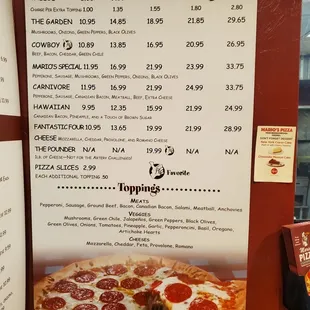 CHARGE PER EXTRA TOPPING 1.00 1.35 1.55 2.80
THE GARDEN 10.95 14.85 18.95 21.85 29.65
MUSHROOMS, ONIONS, GREEN PEPPERS, BLACK OLIVES
COWBOY 10.89 13.85 16.95 20.95 26.95
BEEF, BACON, CHEDDAR, GREEN CHILE
MARIO'S SPECIAL 11.95 16.99 21.99 23.99 33.75
PEPPERONI, SAUSAGE, MUSHROOMS, GREEN PEPPERS, ONIONS, BLACK OLIVES
CARNIVORE 11.95 16.99 21.99 23.99 33.75
PEPPERONI, SAUSAGE, CANADIAN BACON, MEATBALL, BEEF, EXTRA CHEESE
HAWAIIAN 9.95 12.35 15.99 21.99 24.99
CANADIAN BACON, PINEAPPLE, AND A TOUCH OF BROWN SUGAR
FANTASTIC FOUR 10.95 13.65 19.99 21.99 28.99
CHEESE MOZZARELLA, CHEDDAR, PROVOLONE, AND ROMANO CHEESE
THE POUNDER N/A N/A 19.99 N/A N/A
1LB. OF CHEESE—NOT FOR THE ARTERY CHALLENGED!
PIZZA SLICES 2.99
EACH ADDITIONAL TOPPING .50
Favorite
Toppings
MEATS
Pepperoni, Sausage, Ground Beef, Bacon, Canadian Bacon, Salami, Meatball, Anchovies
VEGGIES
Mushrooms, Green Chile, Jalapeños, Green Peppers, Black Olives,
Green Olives, Onions, Tomatoes, Pineapple, Garlic, Pepperoncini, Basil, Oregano,
Artichoke Hearts
CHEESES
Mozzarella, Cheddar, Feta, Provolone, Romano
MARIO'S PIZZA